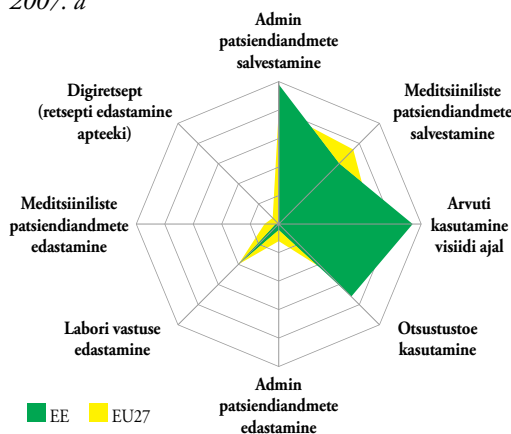 2007. a
Admin
patsiendiandmete
salvestamine
Digiretsept
(retsepti edastamine
apteeki)
Meditsiiniliste
patsiendiandmete
salvestamine
Meditsiiniliste
patsiendiandmete
edastamine
Arvuti
kasutamine
visiidi ajal
Labori vastuse
edastamine
Otsustustoe
kasutamine
Admin
patsiendiandmete
edastamine
EE
EU27